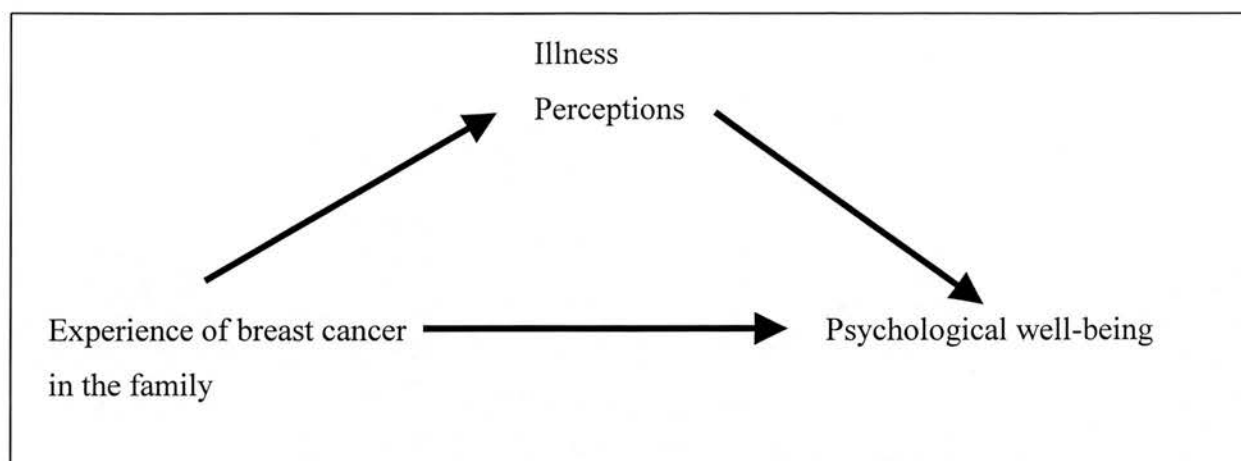 Illness
Perceptions
Experience of breast cancer
in the family
Psychological well-being